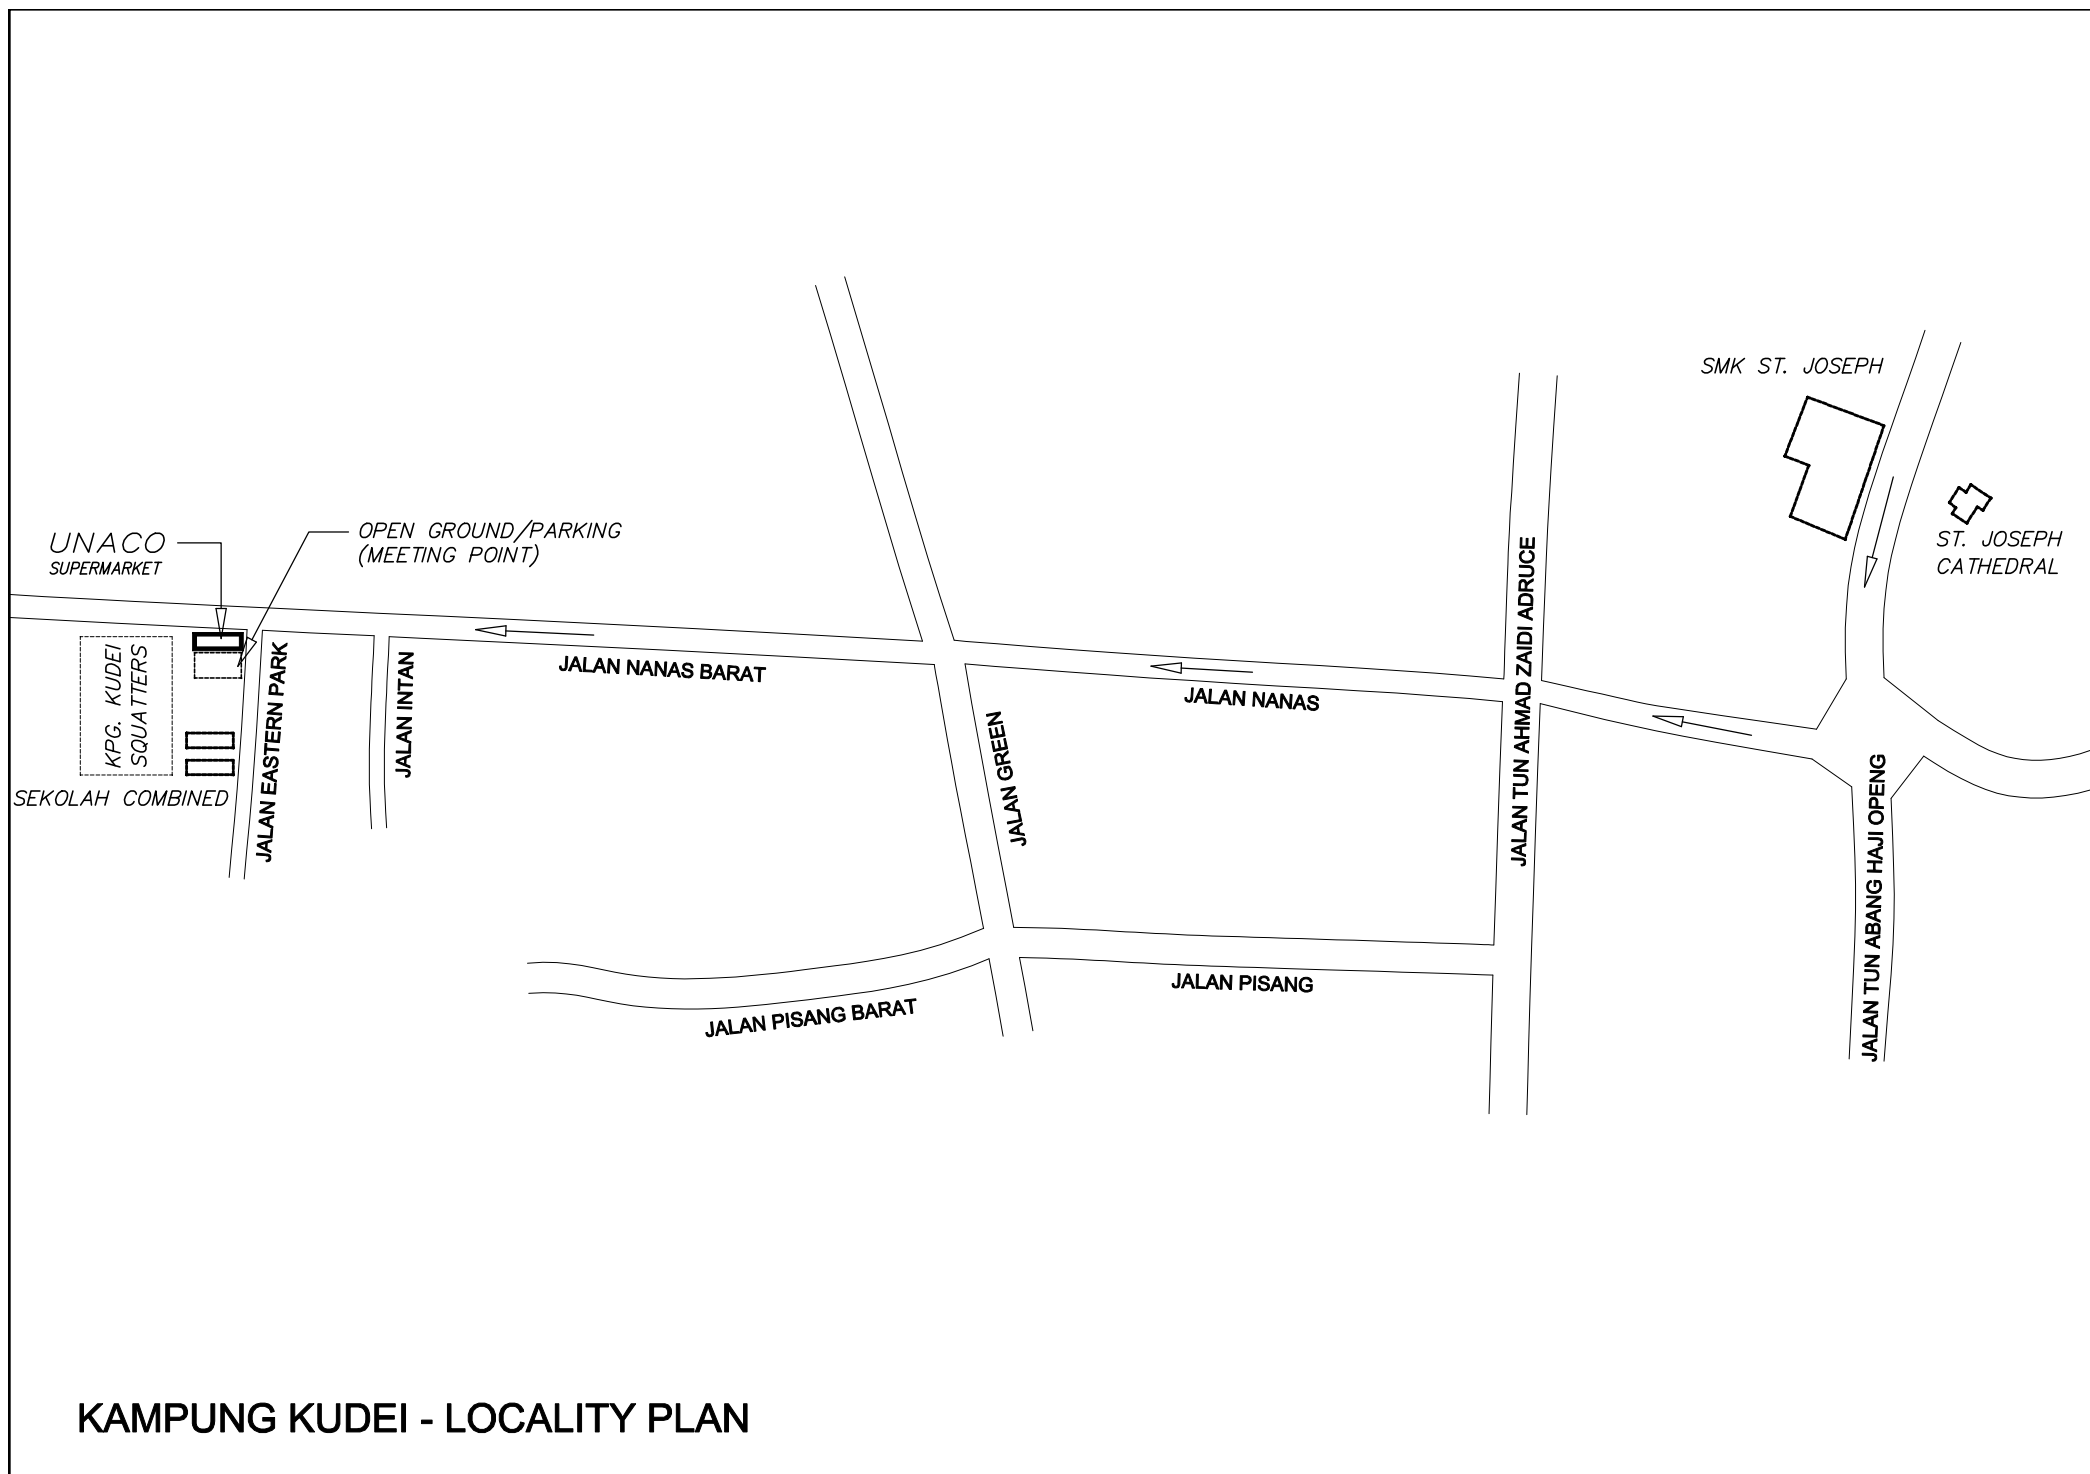 SMK ST. JOSEPH
ST. JOSEPH
CATHEDRAL
UNACO
SUPERMARKET
OPEN GROUND/PARKING
(MEETING POINT)
KPG. KUDEI
SQUATTERS
SEKOLAH COMBINED
JALAN EASTERN PARK
JALAN INTAN
JALAN NANAS BARAT
JALAN GREEN
JALAN NANAS
JALAN TUN AHMAD ZAIDI ADRUCE
JALAN TUN ABANG HAJI OPENG
JALAN PISANG
JALAN PISANG BARAT
KAMPUNG KUDEI - LOCALITY PLAN